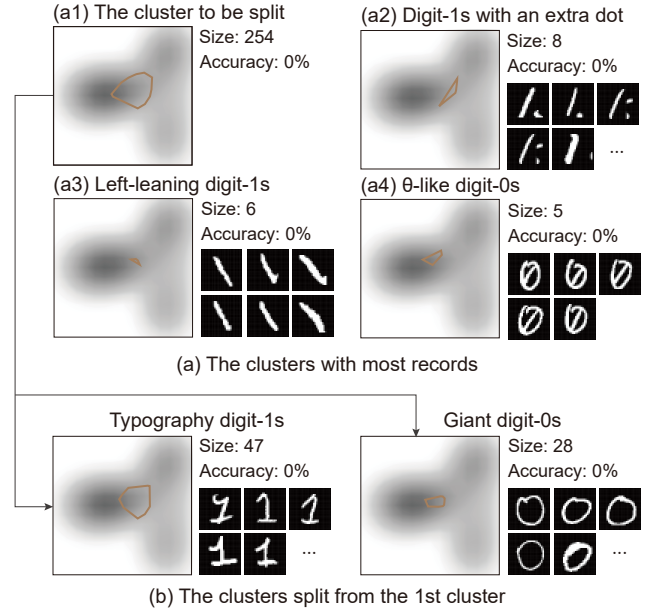 (a1) The cluster to be split
Size: 254
Accuracy: 0%
(a2) Digit-1s with an extra dot
Size: 8
Accuracy: 0%
...
(a3) Left-leaning digit-1s
Size: 6
Accuracy: 0%
(a4) θ-like digit-0s
Size: 5
Accuracy: 0%
(a) The clusters with most records
Typography digit-1s
Size: 47
Accuracy: 0%
...
Giant digit-0s
Size: 28
Accuracy: 0%
...
(b) The clusters split from the 1st cluster